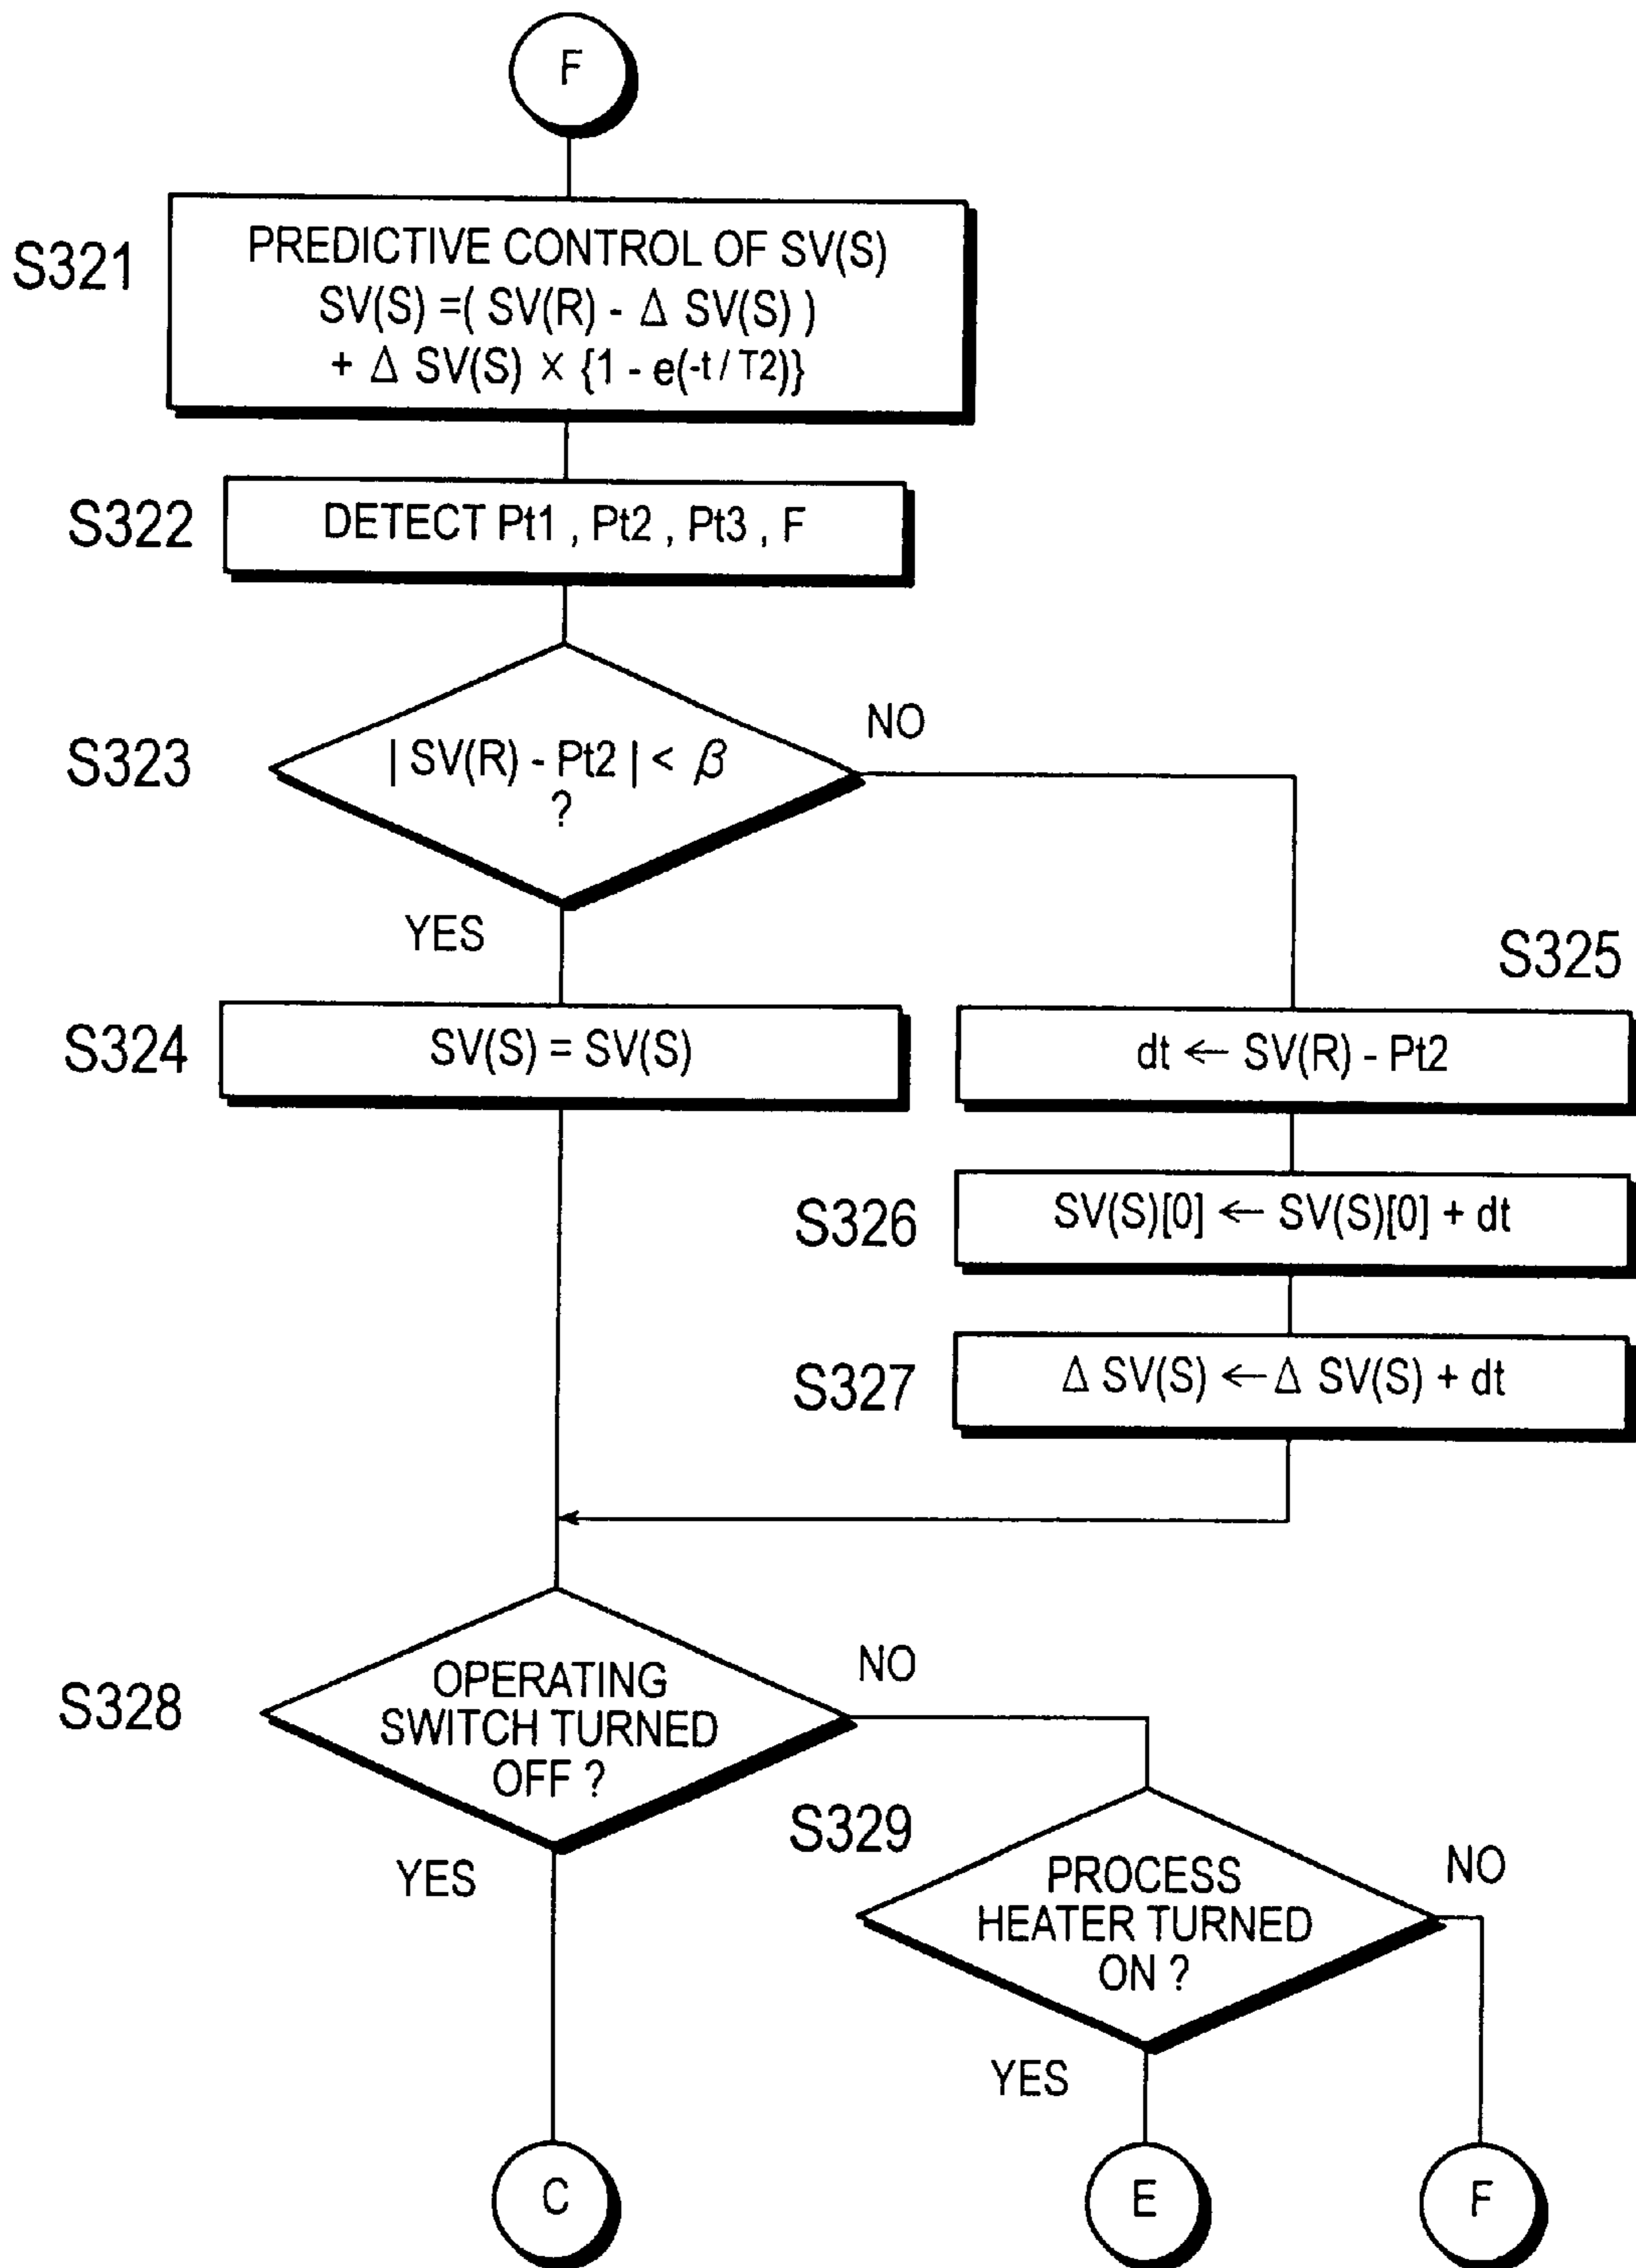 F
S321
PREDICTIVE CONTROL OF SV(S)
SV(S) =( SV(R) - Δ SV(S) )
+ Δ SV(S) × {1 - e(-t / T2)}
S322
DETECT Pt1 , Pt2 , Pt3 , F
S323
| SV(R) - Pt2 | < β
?
NO
YES
S324
SV(S) = SV(S)
S325
dt ← SV(R) - Pt2
S326
SV(S)[0] ← SV(S)[0] + dt
S327
Δ SV(S) ← Δ SV(S) + dt
S328
OPERATING
SWITCH TURNED
OFF ?
NO
YES
S329
PROCESS
HEATER TURNED
ON ?
NO
YES
C
E
F